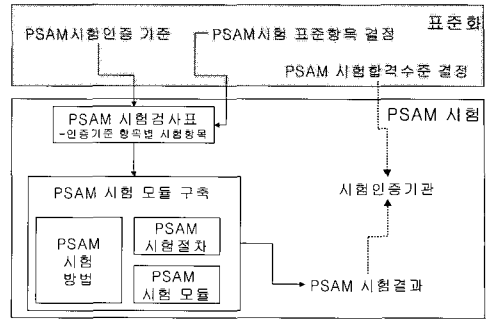 표준화
PSAM시험인증 기준
PSAM시험 표준항목 결정
PSAM 시험합격수준 결정
PSAM 시험
PSAM 시험검사표
-인증기준 항목별 시험항목
PSAM 시험 모듈 구축
PSAM
시험
방법
PSAM
시험절차
PSAM
시험 모듈
시험인증기관
PSAM 시험결과